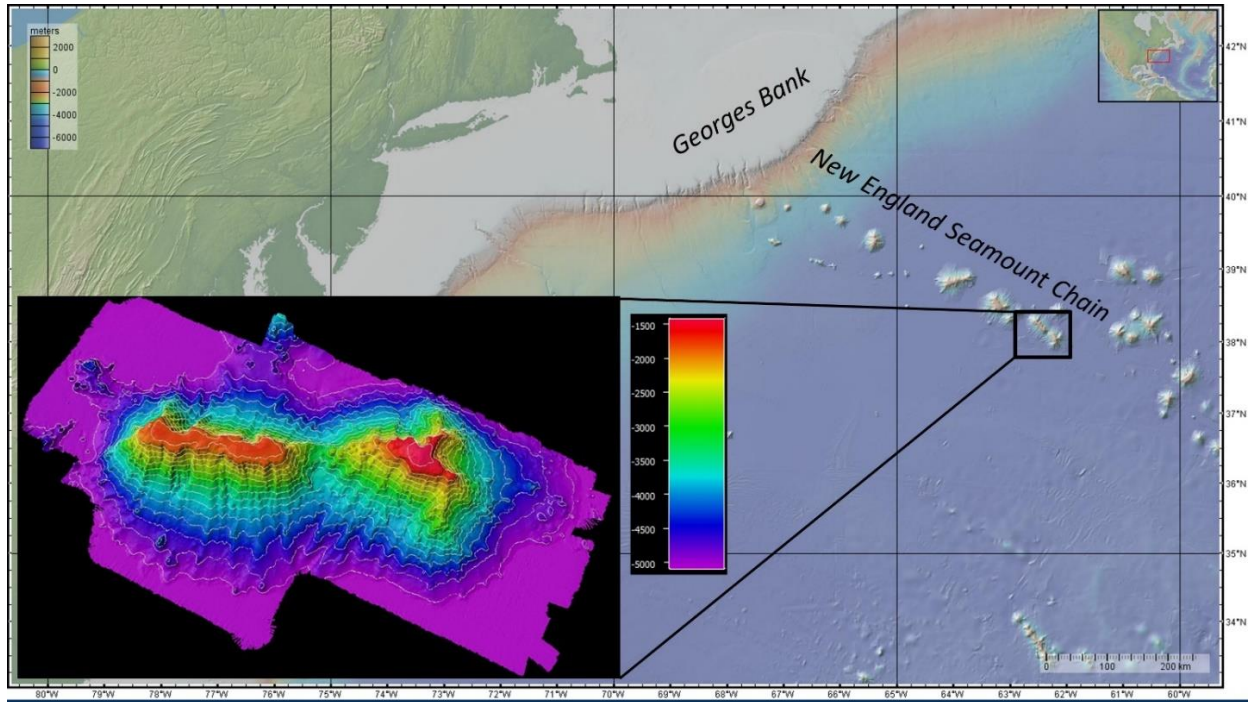 meters
2000
0
-2000
-4000
-6000
Georges Bank
New England Seamount Chain
42°N
41°N
40°N
39°N
38°N
37°N
36°N
35°N
34°N
-1500
-2000
-2500
-3000
-3500
-4000
-4500
-5000
0 100 200 km
80°W 79°W 78°W 77°W 76°W 75°W 74°W 73°W 72°W 71°W 70°W 69°W 68°W 67°W 66°W 65°W 64°W 63°W 62°W 61°W 60°W